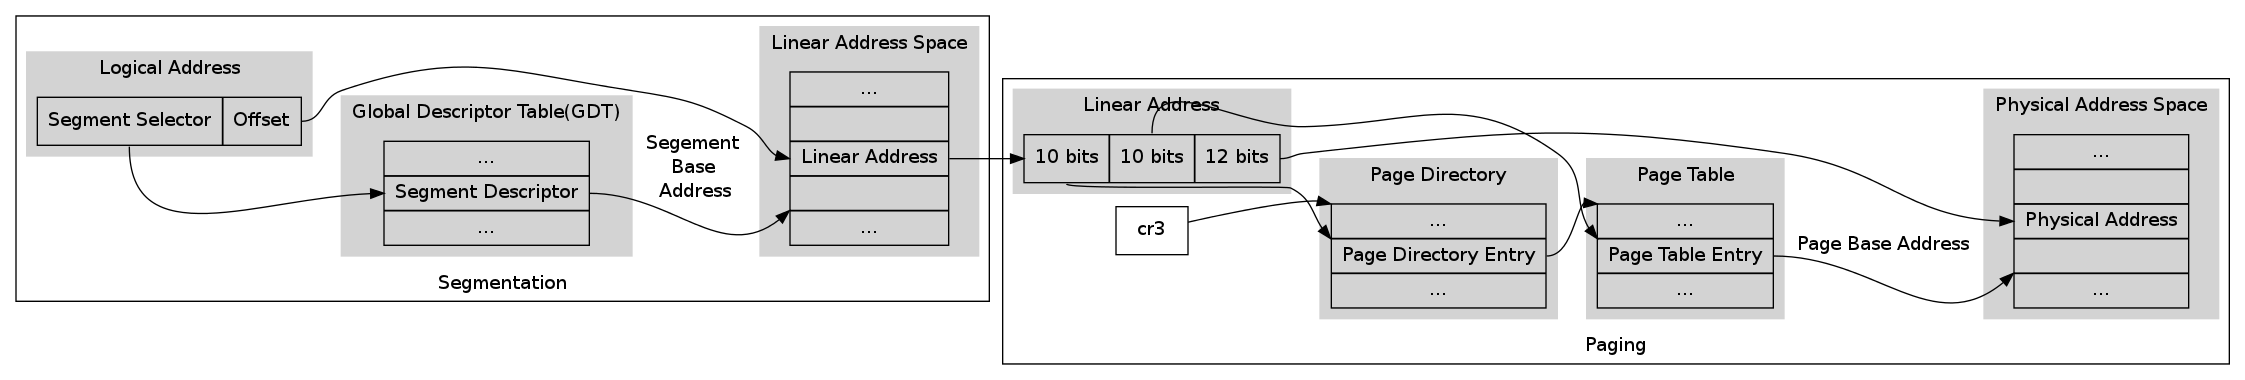 Logical Address
Segment Selector
Offset
Global Descriptor Table(GDT)
...
Segment Descriptor
...
Segement
Base
Address
Linear Address Space
...
Linear Address
...
Segmentation
Linear Address
10 bits
10 bits
12 bits
cr3
Page Directory
...
Page Directory Entry
...
Page Table
...
Page Table Entry
...
Page Base Address
Physical Address Space
...
Physical Address
...
Paging